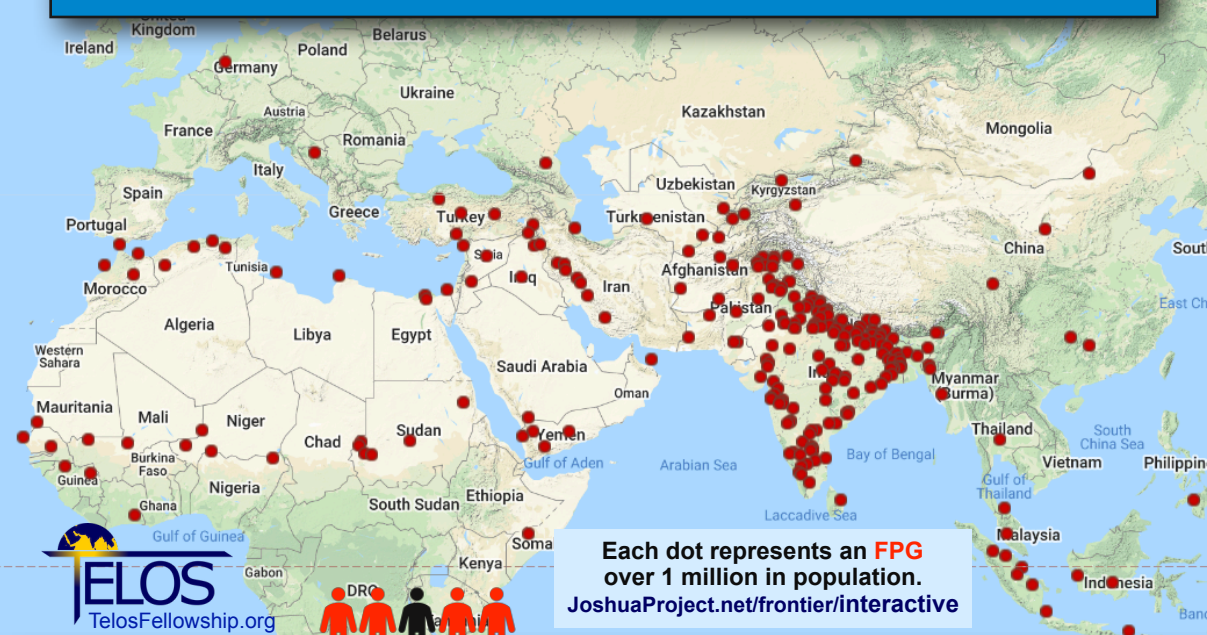 Kingdom
Ireland
Belarus
Poland
Germany
Ukraine
Austria
Kazakhstan
France
Romania
Mongolia
Italy
Uzbekistan
Kyrgyzstan
Spain
Portugal
Greece
Turkey
Turkmenistan
China
South
Tunisia
Syria
Morocco
Iraq
Iran
Afghanistan
Pakistan
East Ch
Algeria
Libya
Egypt
Western
Sahara
Saudi Arabia
Oman
Myanmar
(Burma)
Mauritania
Mali
Niger
Chad
Sudan
Yemen
Thailand
South
China Sea
Burkina
Faso
Gulf of Aden
Arabian Sea
Bay of Bengal
Vietnam
Philippin
Guinea
Nigeria
Ethiopia
South Sudan
Gulf of
Thailand
Ghana
Laccadive Sea
Gulf of Guinea
Soma
Malaysia
Kenya
Gabon
DRC
Indonesia
Band
TELOS
TelosFellowship.org
Each dot represents an FPG
over 1 million in population.
JoshuaProject.net/frontier/interactive